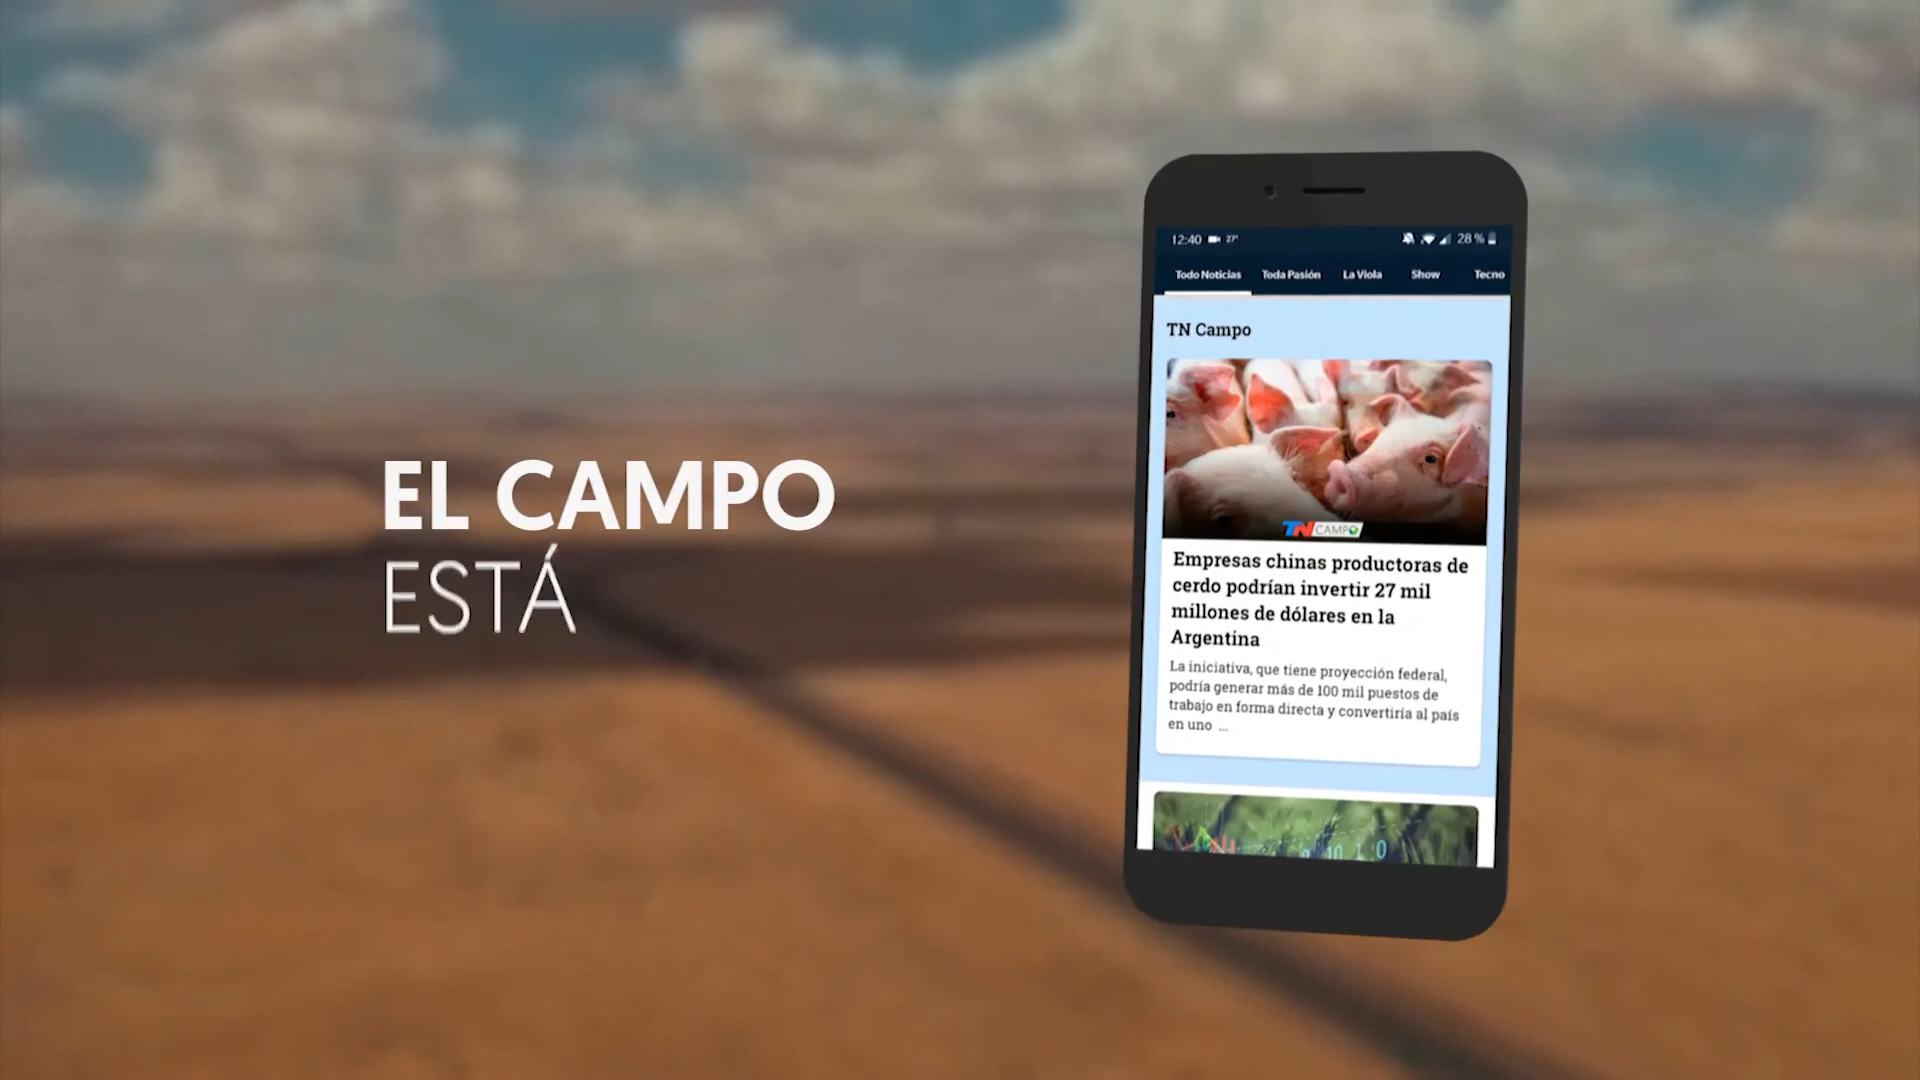 EL CAMPO
ESTÁ
12:40 27°
28 %
Todo Noticias Toda Pasión La Viola Show Tecno
TN Campo
TN CAMPO
Empresas chinas productoras de
cerdo podrían invertir 27 mil
millones de dólares en la
Argentina
La iniciativa, que tiene proyección federal,
podría generar más de 100 mil puestos de
trabajo en forma directa y convertiría al país
en uno ...